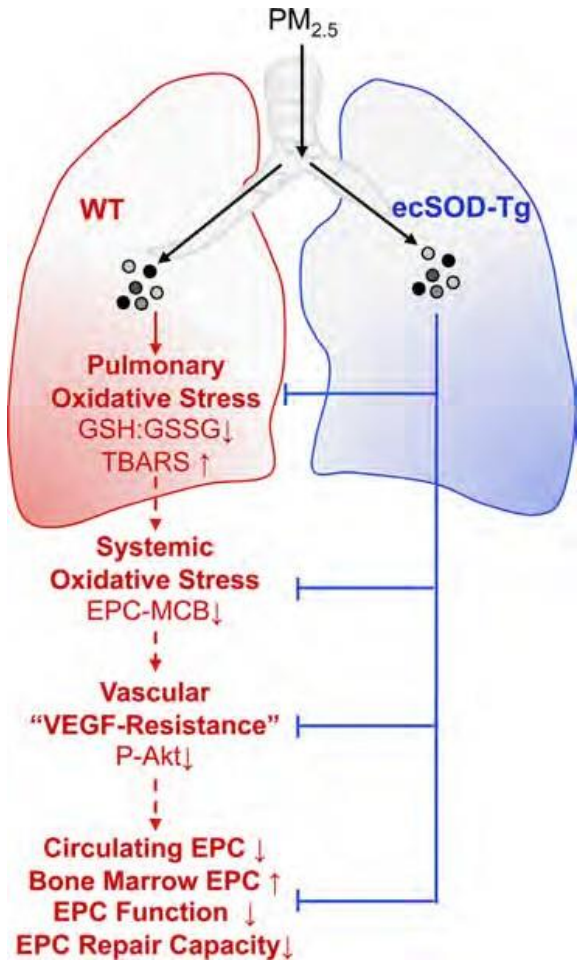 PM2.5
WT
ecSOD-Tg
Pulmonary
Oxidative Stress
GSH:GSSG↓
TBARS ↑
Systemic
Oxidative Stress
EPC-MCB↓
Vascular
“VEGF-Resistance”
P-Akt↓
Circulating EPC ↓
Bone Marrow EPC ↑
EPC Function ↓
EPC Repair Capacity↓